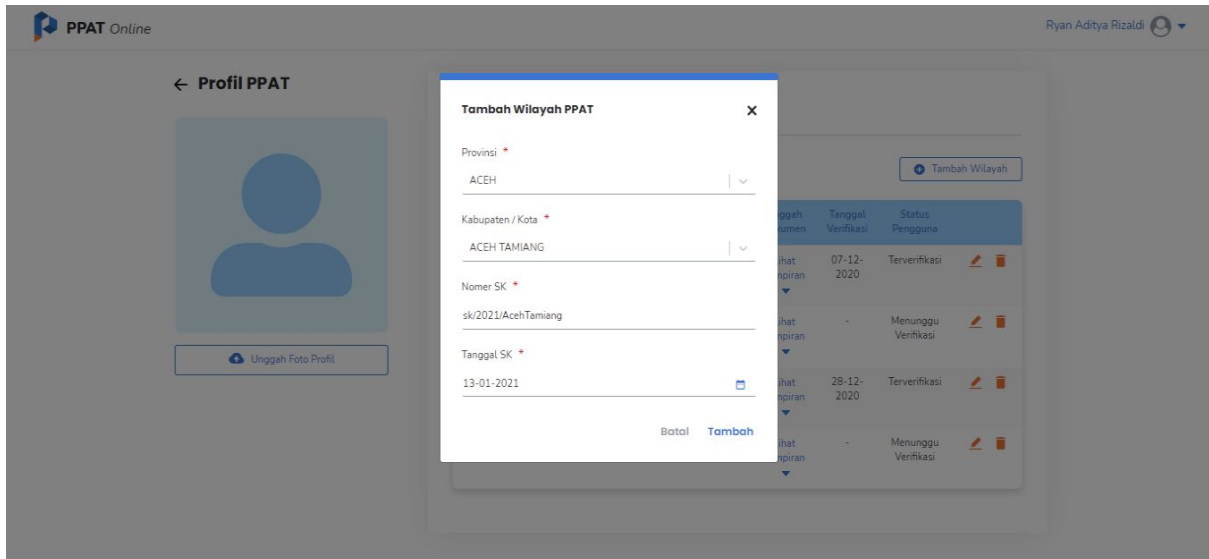 PPAT Online
Ryan Aditya Rizaldi
← Profil PPAT
Unggah Foto Profil
Tambah Wilayah PPAT
Provinsi *
ACEH
Kabupaten / Kota *
ACEH TAMIANG
Nomer SK *
sk/2021/AcehTamiang
Tanggal SK *
13-01-2021
Batal Tambah
Tambah Wilayah
Tanggal Status
Verifikasi Pengguna
07-12- Terverifikasi
2020
- Menunggu
Verifikasi
28-12- Terverifikasi
2020
- Menunggu
Verifikasi